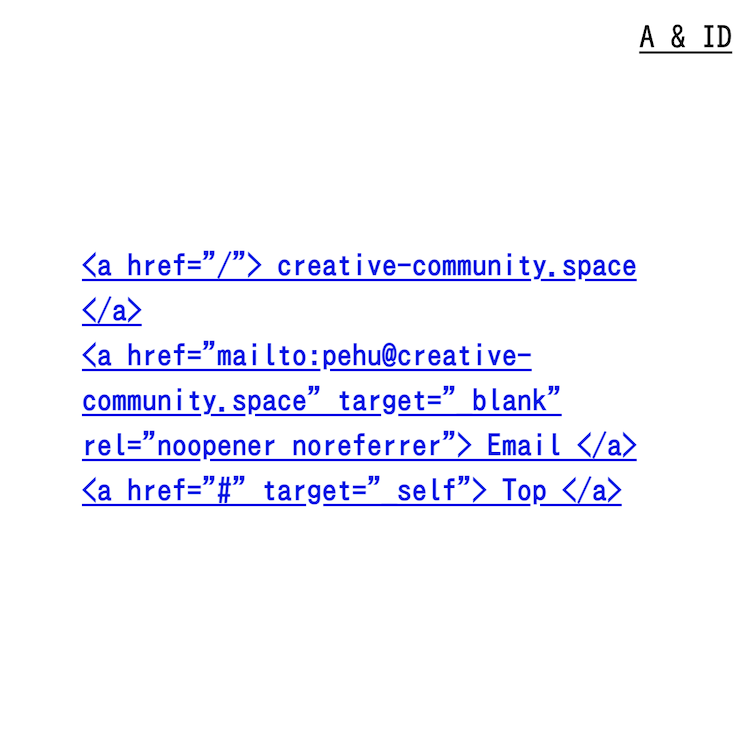 A & ID
<a href=”/”> creative-community.space
</a>
<a href=”mailto:pehu@creative-
community.space” target=”_blank”
rel=”noopener noreferrer”> Email </a>
<a href=”#” target=”_self”> Top </a>